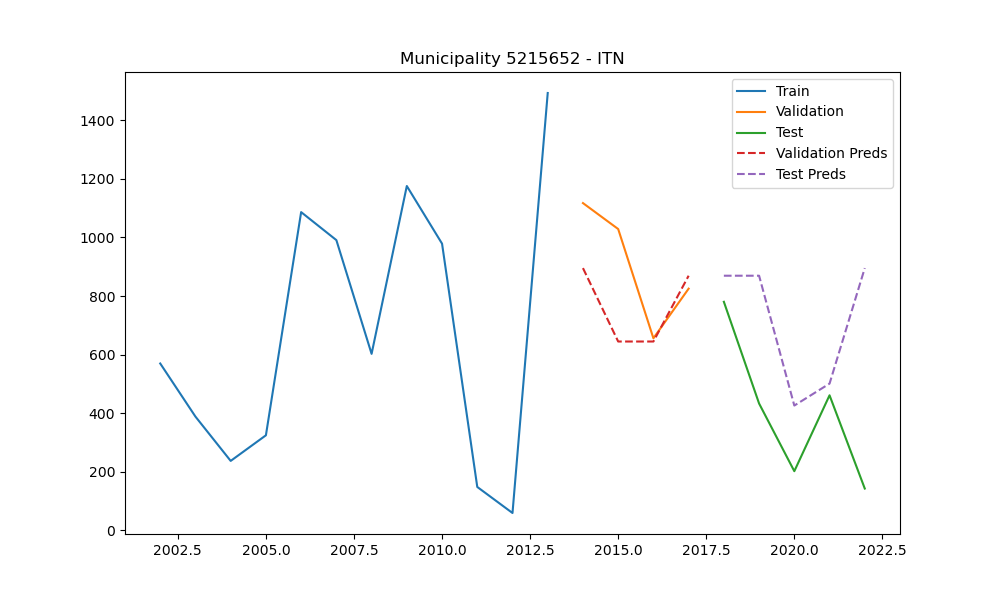 Municipality 5215652 - ITN
Train
Validation
Test
Validation Preds
Test Preds
1400
1200
1000
800
600
400
200
0
2002.5 2005.0 2007.5 2010.0 2012.5 2015.0 2017.5 2020.0 2022.5